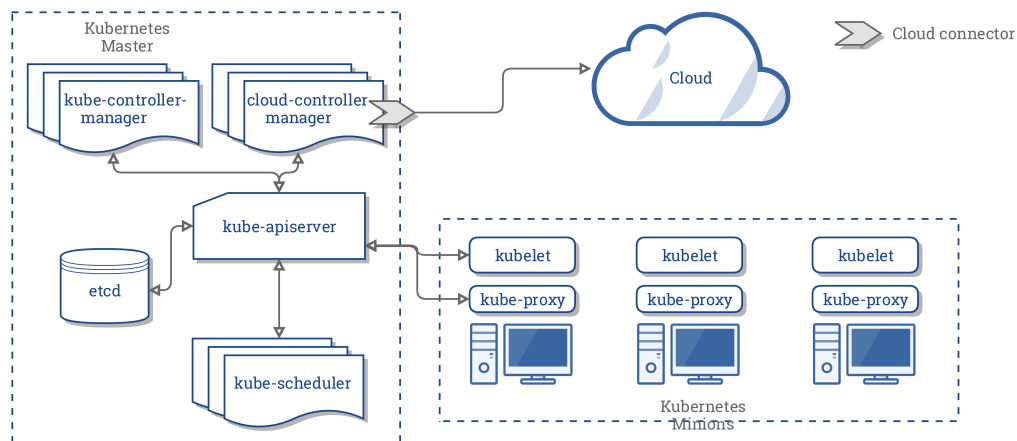 Kubernetes
Master
Cloud connector
Cloud
kube-controller-
manager
cloud-controller
manager
kube-apiserver
etcd
kube-scheduler
kubelet
kubelet
kubelet
kube-proxy
kube-proxy
kube-proxy
Kubernetes
Minions